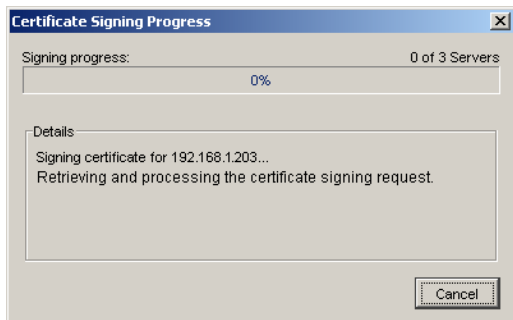 Certificate Signing Progress
Signing progress: 0 of 3 Servers
0%
Details
Signing certificate for 192.168.1.203...
Retrieving and processing the certificate signing request.
Cancel